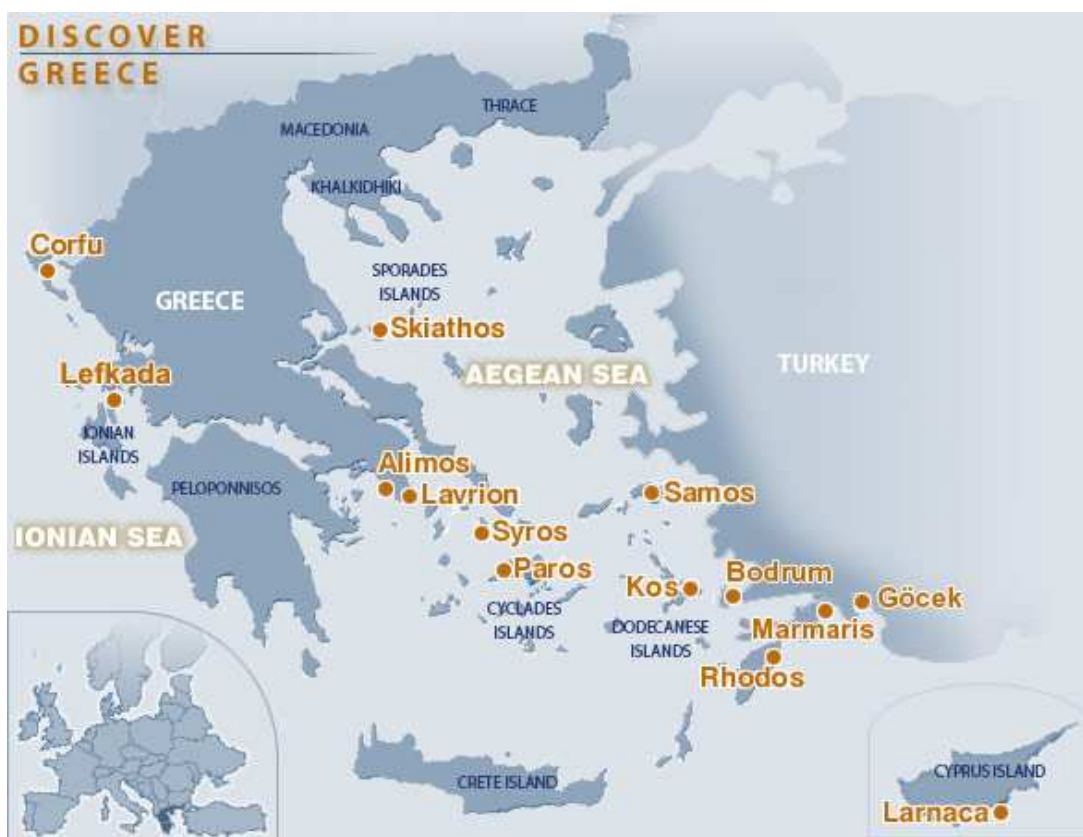 DISCOVER
GREECE
THRACE
MACEDONIA
KHALKIDHIKI
Corfu
SPORADES
ISLANDS
GREECE
Skiathos
TURKEY
AEGEAN SEA
Lefkada
IONIAN
ISLANDS
Alimos
PELOPONNISOS
Lavrion
Samos
Syros
IONIAN SEA
Paros
Kos
Bodrum
Göcek
CYCLADES
ISLANDS
DODECANESE
ISLANDS
Marmaris
Rhodos
CRETE ISLAND
CYPRUS ISLAND
Larnaca